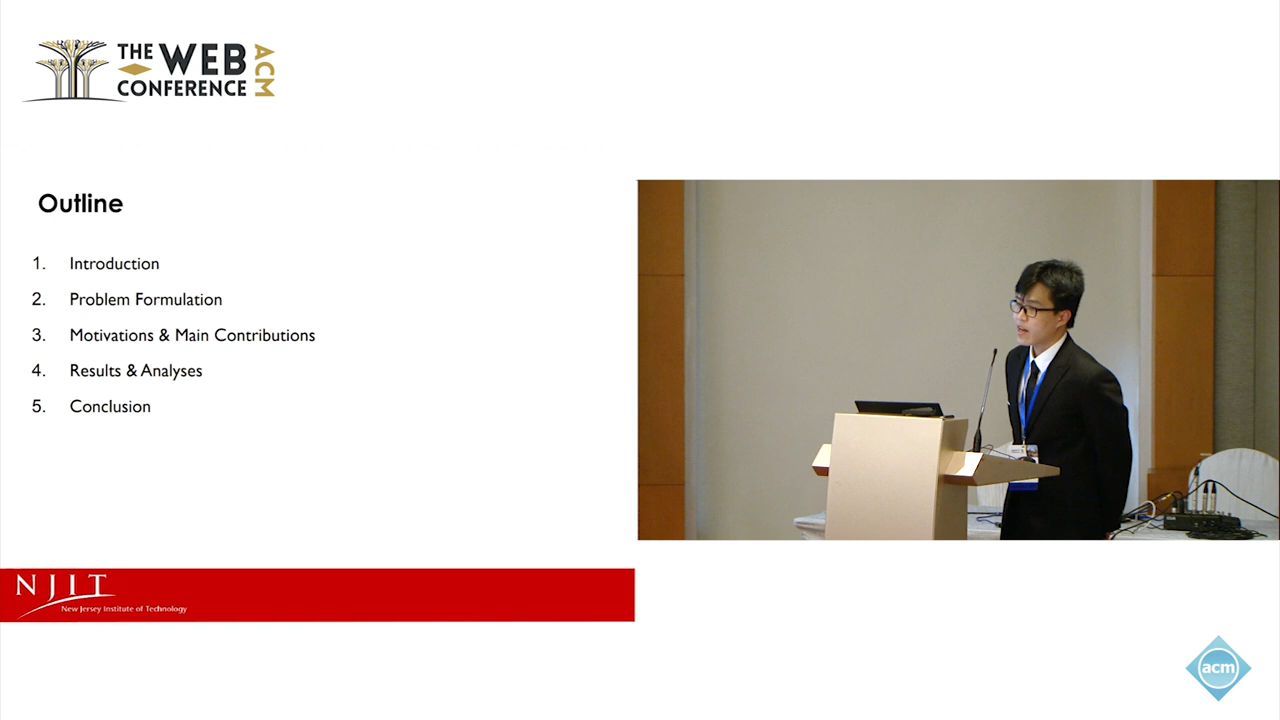 THE WEB
CONFERENCE
ACM
Outline
1. Introduction
2. Problem Formulation
3. Motivations & Main Contributions
4. Results & Analyses
5. Conclusion
NJIT
New Jersey Institute of Technology
acm